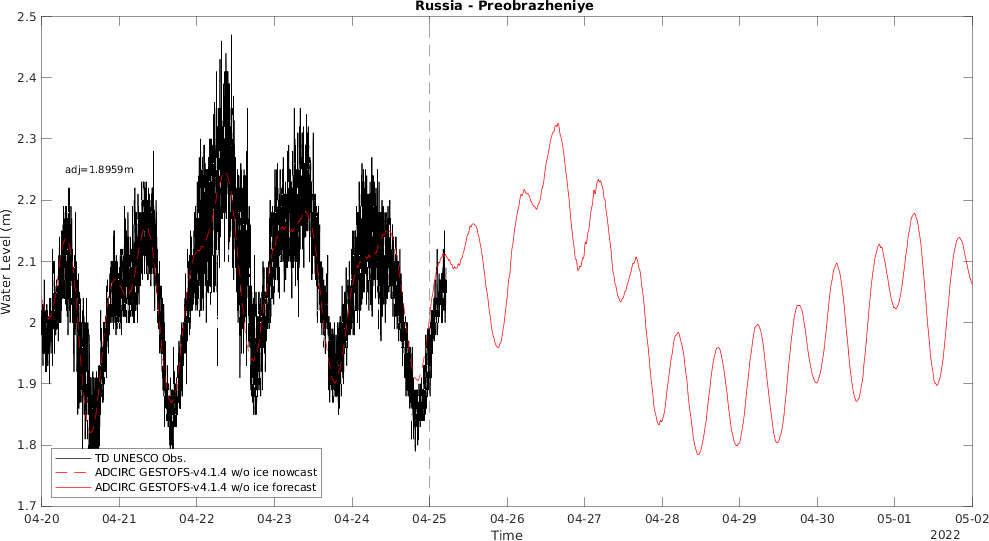 Russia - Preobrazheniye
2.5
2.4
2.3
2.2
2.1
2
1.9
1.8
1.7
Water Level (m)
adj=1.8959m
TD UNESCO Obs.
ADCIRC GESTOFS-v4.1.4 w/o ice nowcast
ADCIRC GESTOFS-v4.1.4 w/o ice forecast
04-20 04-21 04-22 04-23 04-24 04-25 04-26 04-27 04-28 04-29 04-30 05-01 05-02
Time
2022